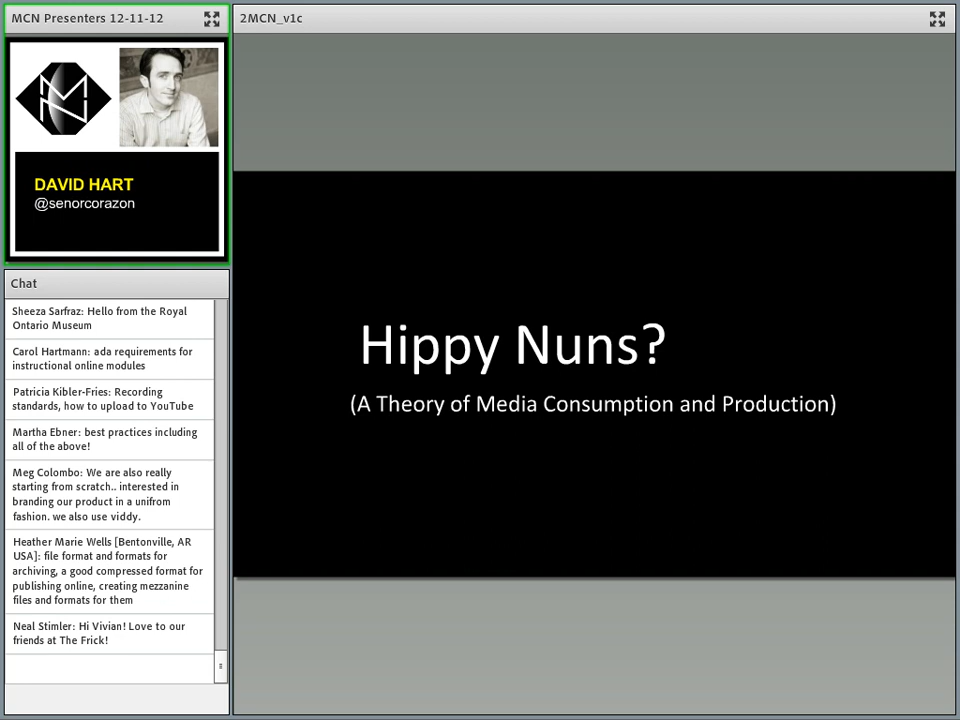 MCN Presenters 12-11-12
DAVID HART
@senorcorazon
Chat
Sheeza Sarfraz: Hello from the Royal
Ontario Museum
Carol Hartmann: ada requirements for
instructional online modules
Patricia Kibler-Fries: Recording
standards, how to upload to YouTube
Martha Ebner: best practices including
all of the above!
Meg Colombo: We are also really
starting from scratch.. interested in
branding our product in a unifrom
fashion. we also use viddy.
Heather Marie Wells [Bentonville, AR
USA]: file format and formats for
archiving, a good compressed format for
publishing online, creating mezzanine
files and formats for them
Neal Stimler: Hi Vivian! Love to our
friends at The Frick!
2MCN_v1c
Hippy Nuns?
(A Theory of Media Consumption and Production)